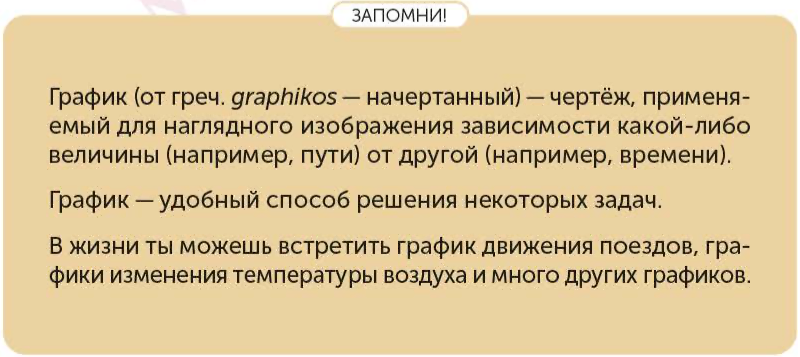 ЗАПОМНИ!
График (от греч. graphikos — начертанный) — чертёж, применя-
емый для наглядного изображения зависимости какой-либо
величины (например, пути) от другой (например, времени).
График — удобный способ решения некоторых задач.
В жизни ты можешь встретить график движения поездов, гра-
фики изменения температуры воздуха и много других графиков.